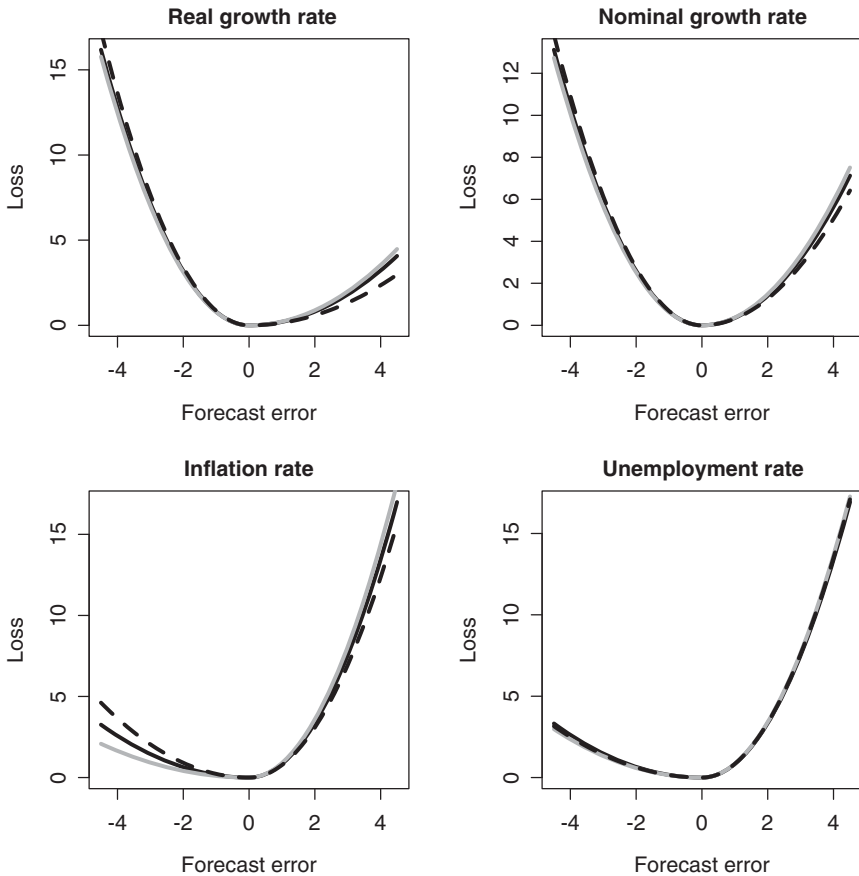 Real growth rate
Loss
15
10
5
0
-4 -2 0 2 4
Forecast error
Nominal growth rate
Loss
12
10
8
6
4
2
0
-4 -2 0 2 4
Forecast error
Inflation rate
Loss
15
10
5
0
-4 -2 0 2 4
Forecast error
Unemployment rate
Loss
15
10
5
0
-4 -2 0 2 4
Forecast error